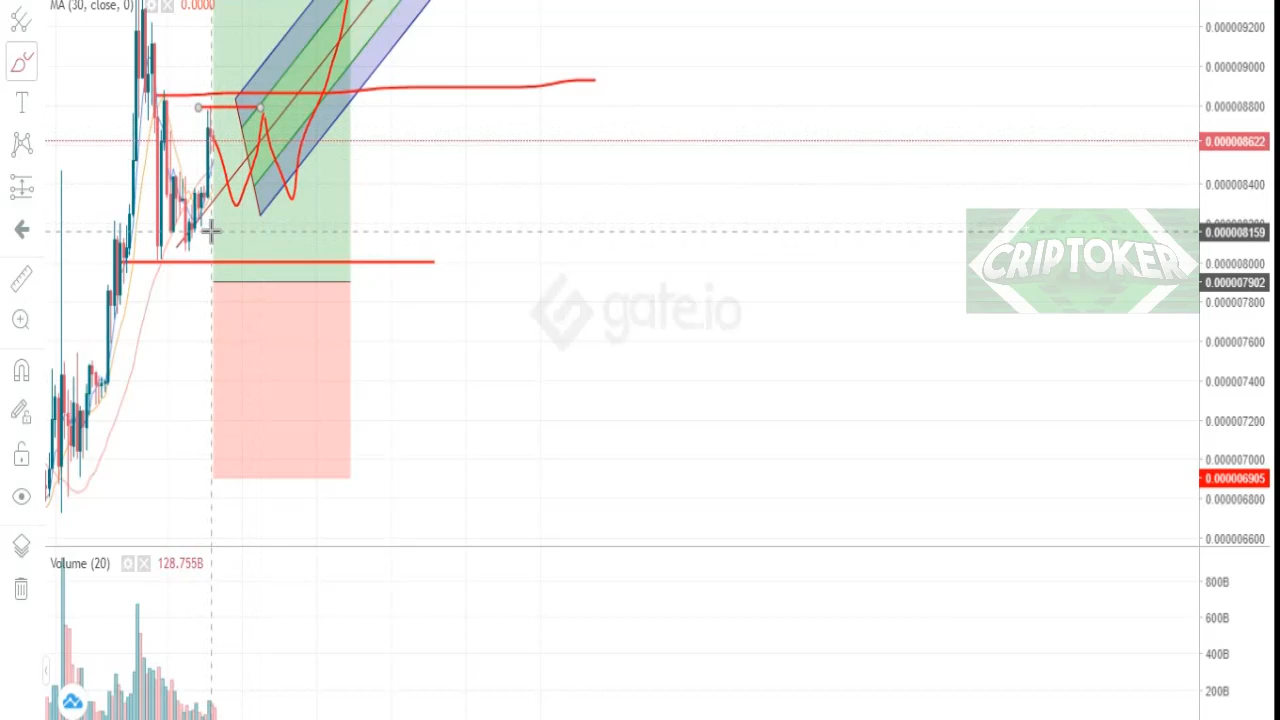 MA (30, close, 0) 0.0000
0.000009200
0.000009000
0.000008800
0.000008622
0.000008400
0.000008159
0.000008000
0.000007902
0.000007800
0.000007600
0.000007400
0.000007200
0.000007000
0.000006905
0.000006800
0.000006600
CRIPTOKER
gate.io
Volume (20) 128.755B
800B
600B
400B
200B